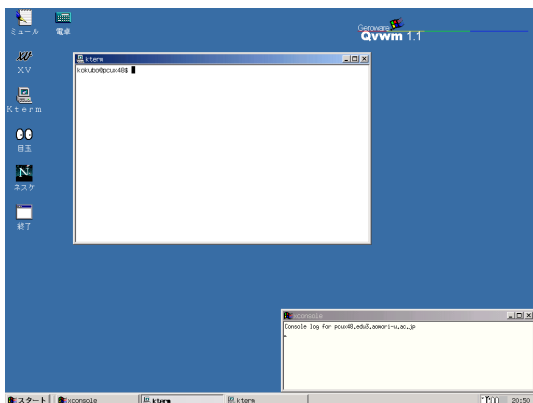 ミュール
電卓
XV
XV
Kterm
目玉
ネスケ
終了
Geroware
Qvwm 1.1
kterm
kokubo@pcux48$
xconsole
Console log for pcux48.edu3.aomori-u.ac.jp
スタート
xconsole
kterm
kterm
20:50